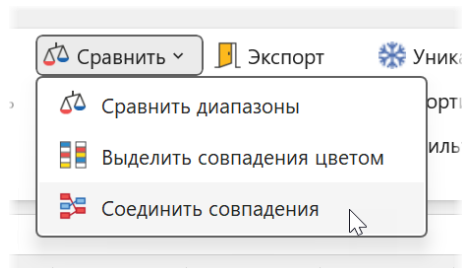 Сравнить Экспорт Уника
Сравнить диапазоны
Выделить совпадения цветом
Соединить совпадения